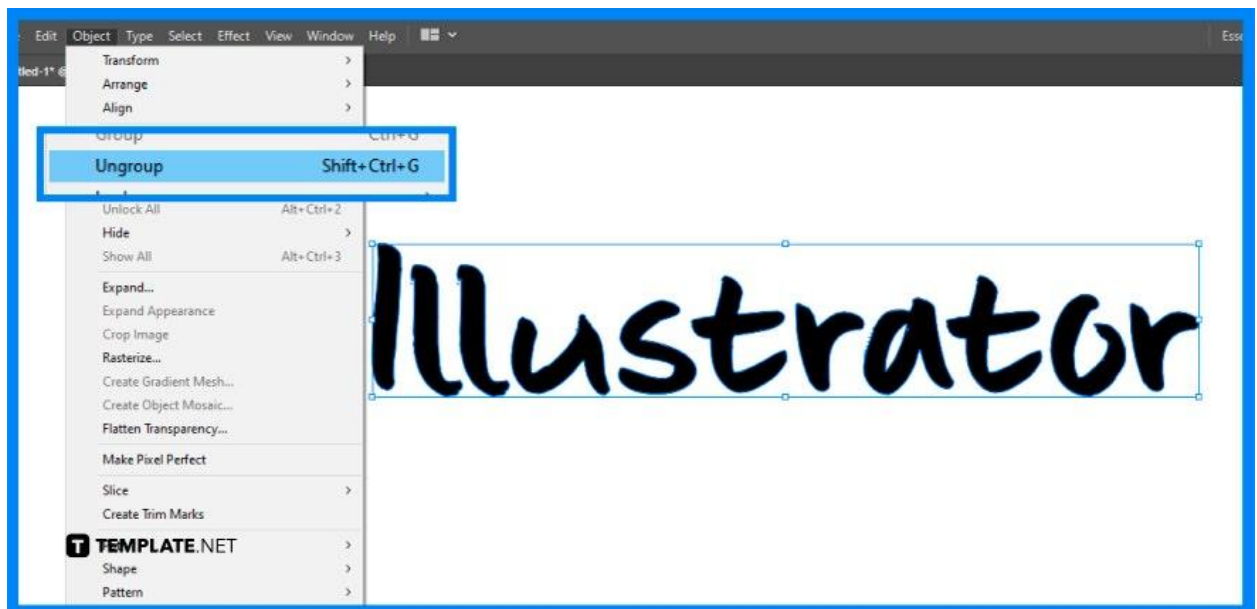 Edit Object Type Select Effect View Window Help
Transform
Arrange
Align
Group Ctrl+G
Ungroup Shift+Ctrl+G
Unlock All Alt+Ctrl+2
Hide
Show All Alt+Ctrl+3
Expand...
Expand Appearance
Crop Image
Rasterize...
Create Gradient Mesh...
Create Object Mosaic...
Flatten Transparency...
Make Pixel Perfect
Slice
Create Trim Marks
T TEMPLATE.NET
Shape
Pattern
Illustrator